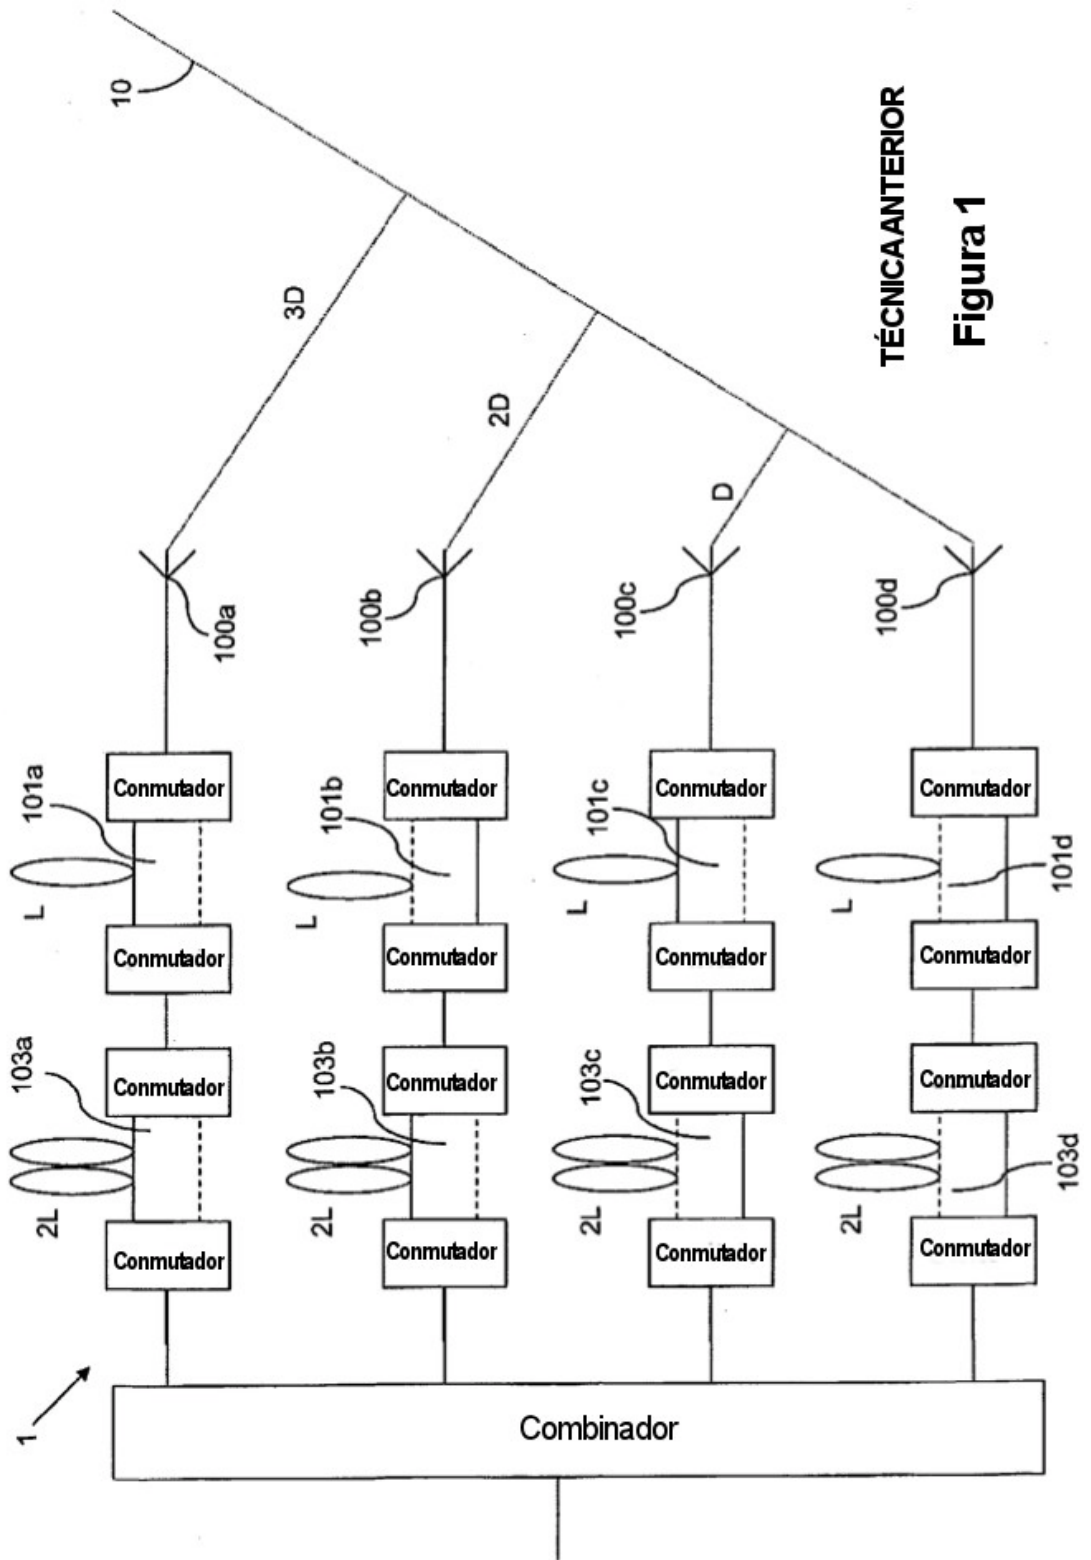 10
3D
2D
D
TÉCNICA ANTERIOR
Figura 1
100a
100b
100c
100d
101a
101b
101c
101d
L
L
L
L
Conmutador
Conmutador
Conmutador
Conmutador
Conmutador
Conmutador
Conmutador
Conmutador
103a
103b
103c
103d
2L
2L
2L
2L
Conmutador
Conmutador
Conmutador
Conmutador
Conmutador
Conmutador
Conmutador
Conmutador
1
Combinador